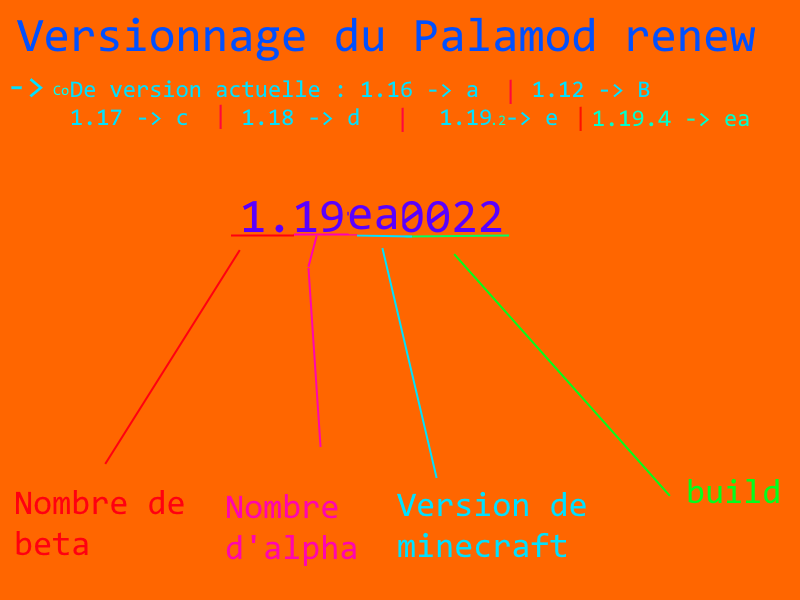 Versionnage du Palamod renew
-> coDe version actuelle : 1.16 -> a | 1.12 -> B
1.17 -> c | 1.18 -> d | 1.19.2-> e | 1.19.4 -> ea
1.19ea0022
Nombre de
beta
Nombre
d'alpha
Version de
minecraft
build